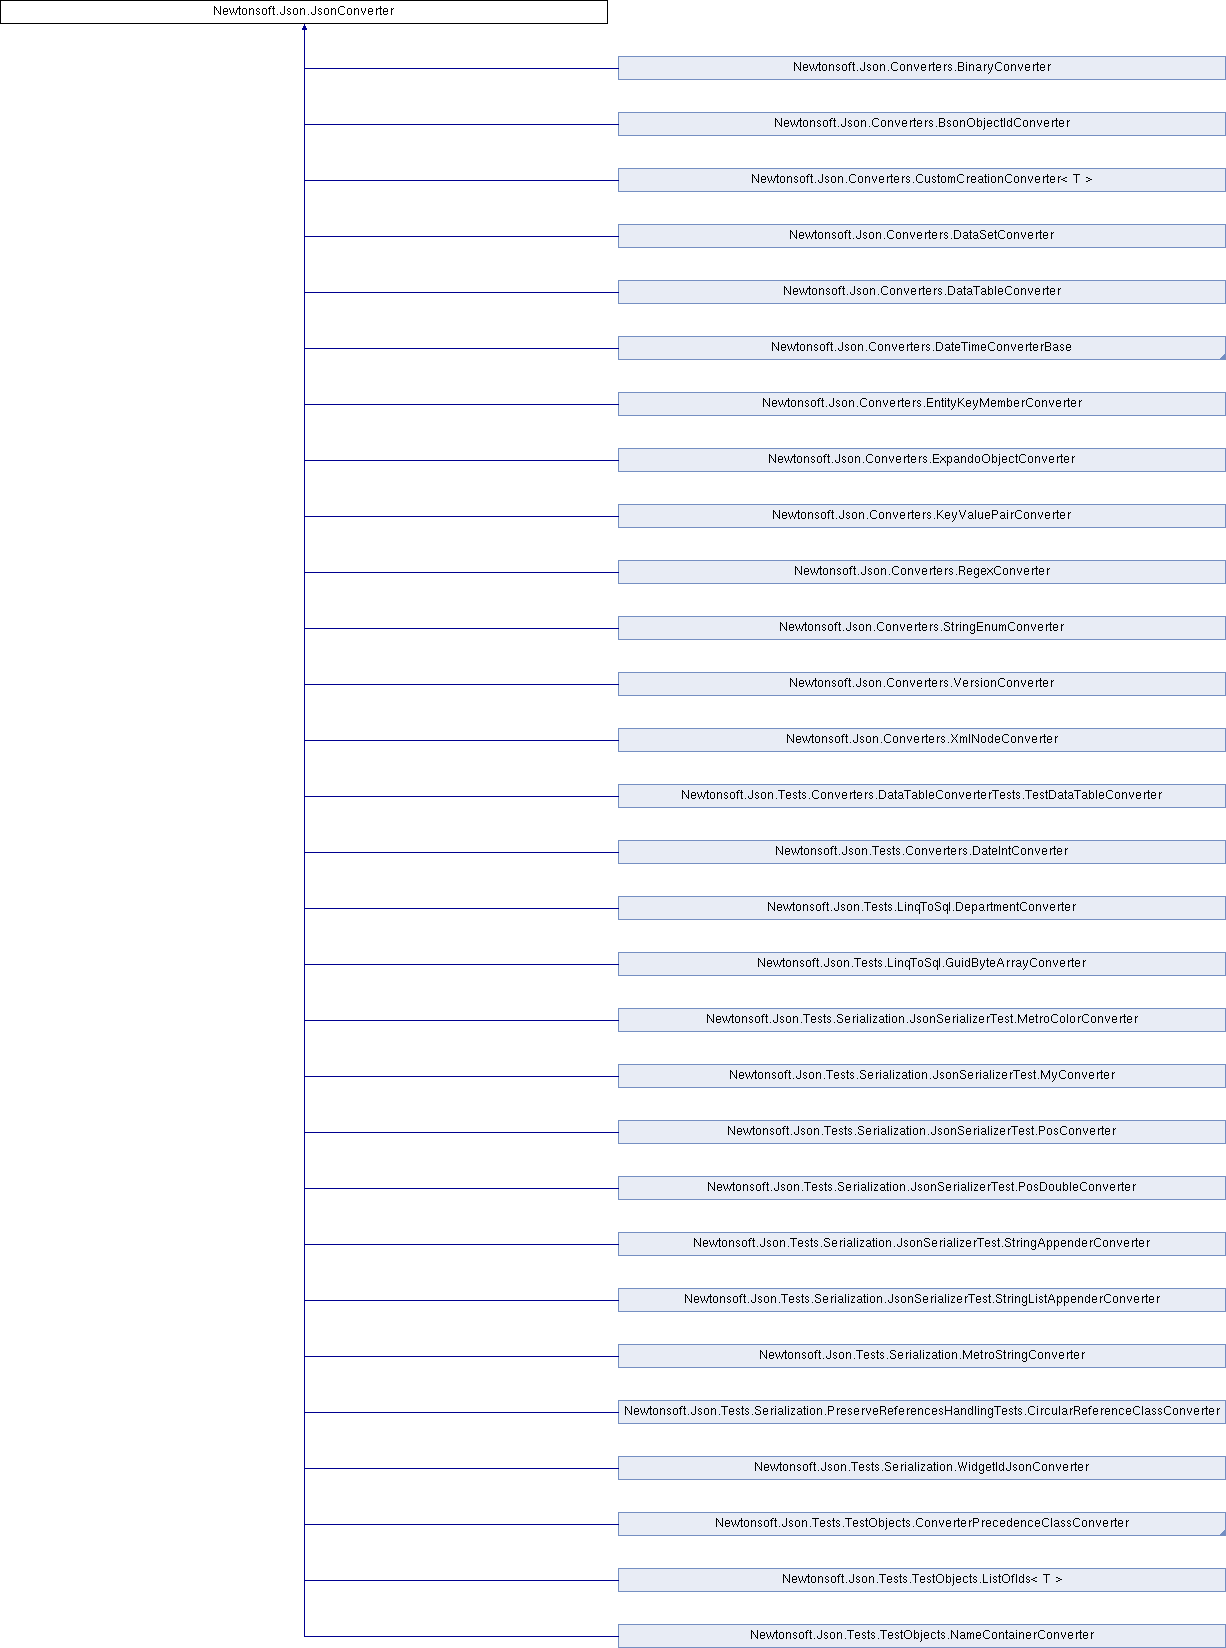 Newtonsoft.Json.JsonConverter
Newtonsoft.Json.Converters.BinaryConverter
Newtonsoft.Json.Converters.BsonObjectIdConverter
Newtonsoft.Json.Converters.CustomCreationConverter< T >
Newtonsoft.Json.Converters.DataSetConverter
Newtonsoft.Json.Converters.DataTableConverter
Newtonsoft.Json.Converters.DateTimeConverterBase
Newtonsoft.Json.Converters.EntityKeyMemberConverter
Newtonsoft.Json.Converters.ExpandoObjectConverter
Newtonsoft.Json.Converters.KeyValuePairConverter
Newtonsoft.Json.Converters.RegexConverter
Newtonsoft.Json.Converters.StringEnumConverter
Newtonsoft.Json.Converters.VersionConverter
Newtonsoft.Json.Converters.XmlNodeConverter
Newtonsoft.Json.Tests.Converters.DataTableConverterTests.TestDataTableConverter
Newtonsoft.Json.Tests.Converters.DateIntConverter
Newtonsoft.Json.Tests.LinqToSql.DepartmentConverter
Newtonsoft.Json.Tests.LinqToSql.GuidByteArrayConverter
Newtonsoft.Json.Tests.Serialization.JsonSerializerTest.MetroColorConverter
Newtonsoft.Json.Tests.Serialization.JsonSerializerTest.MyConverter
Newtonsoft.Json.Tests.Serialization.JsonSerializerTest.PosConverter
Newtonsoft.Json.Tests.Serialization.JsonSerializerTest.PosDoubleConverter
Newtonsoft.Json.Tests.Serialization.JsonSerializerTest.StringAppenderConverter
Newtonsoft.Json.Tests.Serialization.JsonSerializerTest.StringListAppenderConverter
Newtonsoft.Json.Tests.Serialization.MetroStringConverter
Newtonsoft.Json.Tests.Serialization.PreserveReferencesHandlingTests.CircularReferenceClassConverter
Newtonsoft.Json.Tests.Serialization.WidgetIdJsonConverter
Newtonsoft.Json.Tests.TestObjects.ConverterPrecedenceClassConverter
Newtonsoft.Json.Tests.TestObjects.ListOfIds< T >
Newtonsoft.Json.Tests.TestObjects.NameContainerConverter